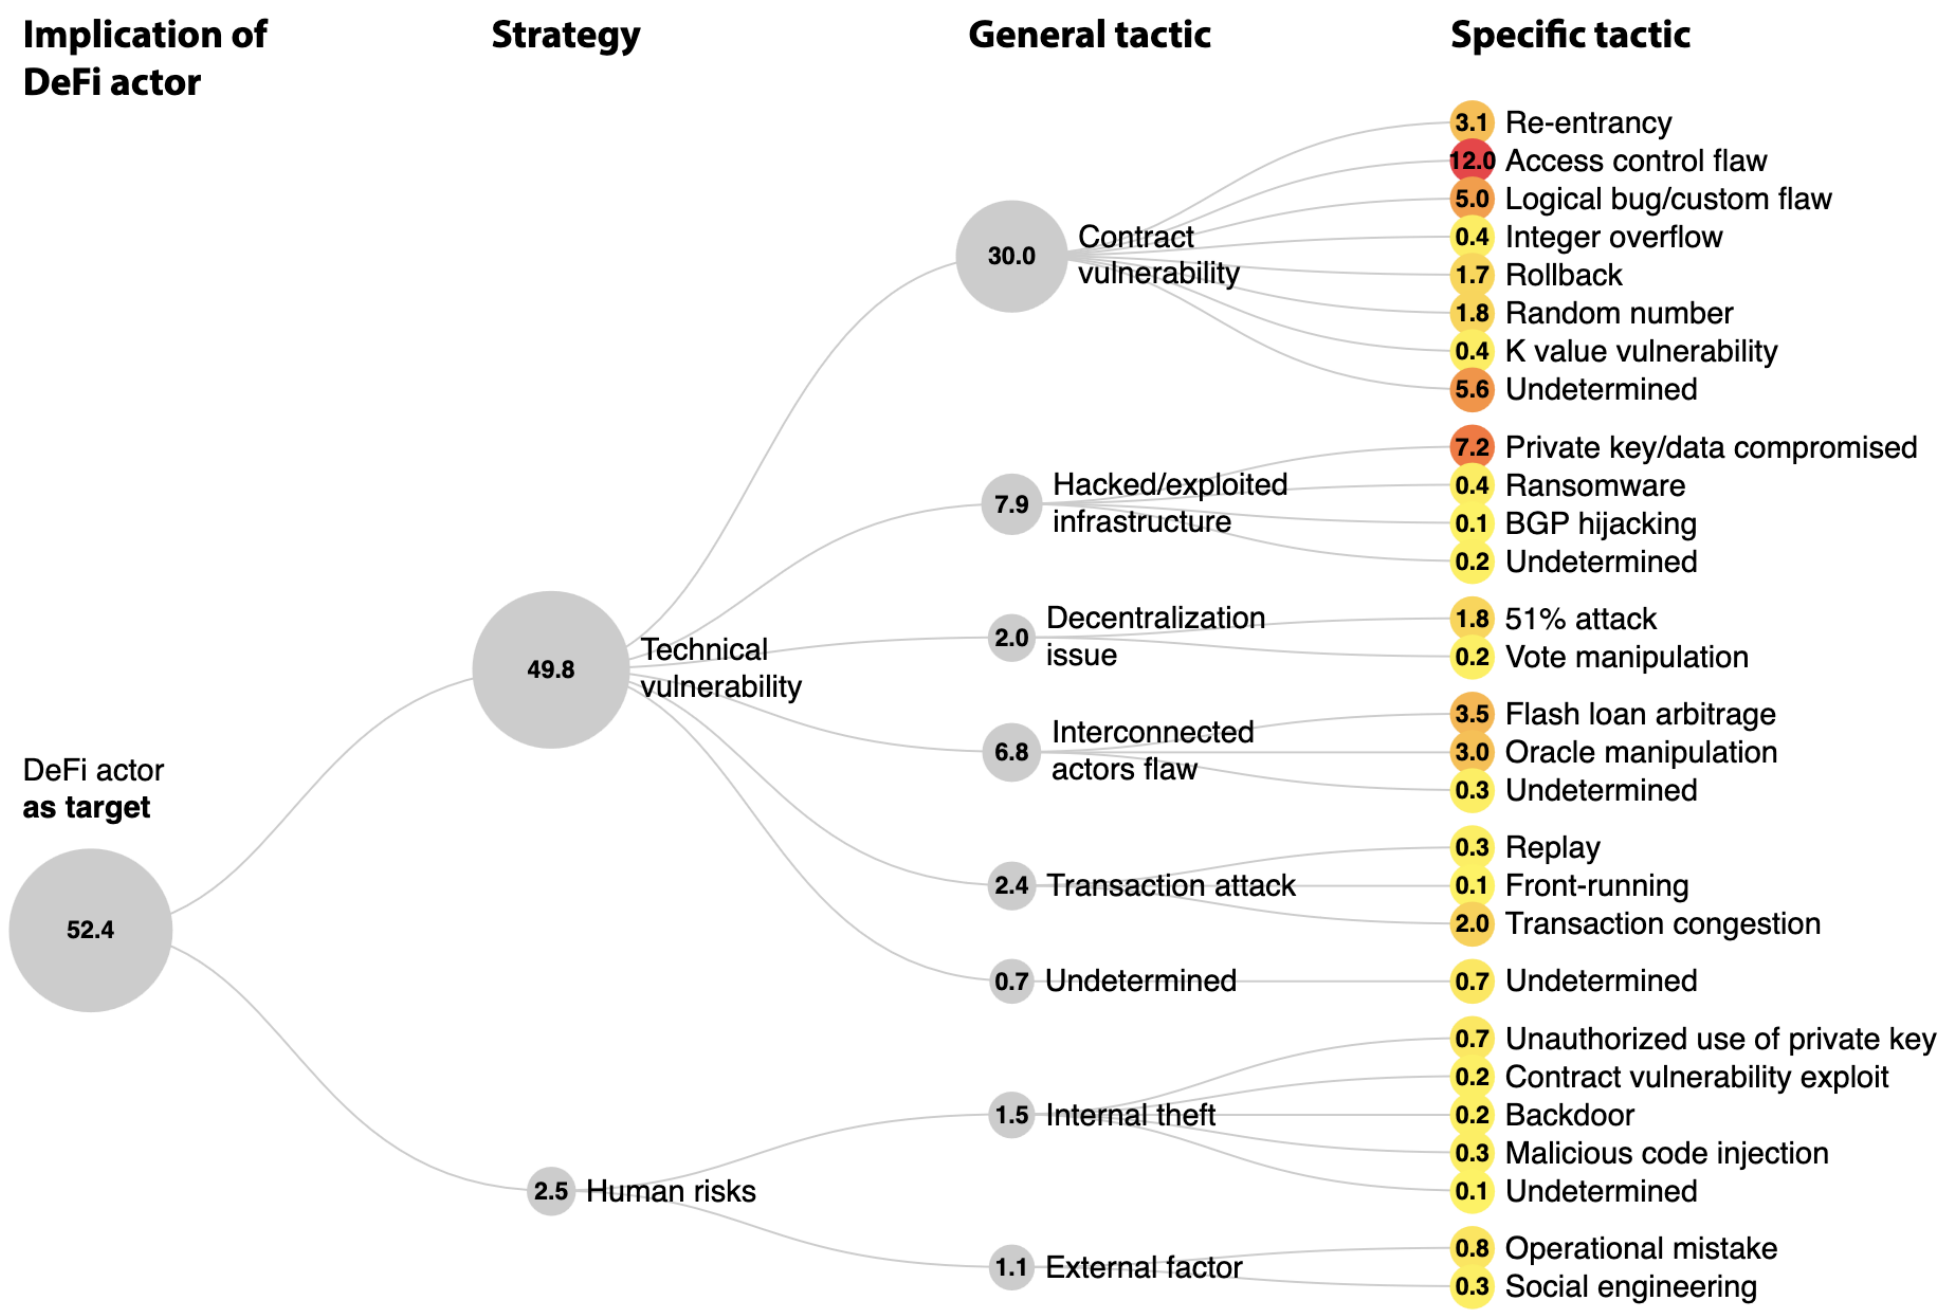 Implication of
DeFi actor
Strategy
General tactic
Specific tactic
DeFi actor
as target
52.4
49.8
Technical
vulnerability
2.5 Human risks
30.0
Contract
vulnerability
7.9
Hacked/exploited
infrastructure
2.0
Decentralization
issue
6.8
Interconnected
actors flaw
2.4 Transaction attack
0.7 Undetermined
1.5 Internal theft
1.1 External factor
3.1 Re-entrancy
12.0 Access control flaw
5.0 Logical bug/custom flaw
0.4 Integer overflow
1.7 Rollback
1.8 Random number
0.4 K value vulnerability
5.6 Undetermined
7.2 Private key/data compromised
0.4 Ransomware
0.1 BGP hijacking
0.2 Undetermined
1.8 51% attack
0.2 Vote manipulation
3.5 Flash loan arbitrage
3.0 Oracle manipulation
0.3 Undetermined
0.3 Replay
0.1 Front-running
2.0 Transaction congestion
0.7 Undetermined
0.7 Unauthorized use of private key
0.2 Contract vulnerability exploit
0.2 Backdoor
0.3 Malicious code injection
0.1 Undetermined
0.8 Operational mistake
0.3 Social engineering